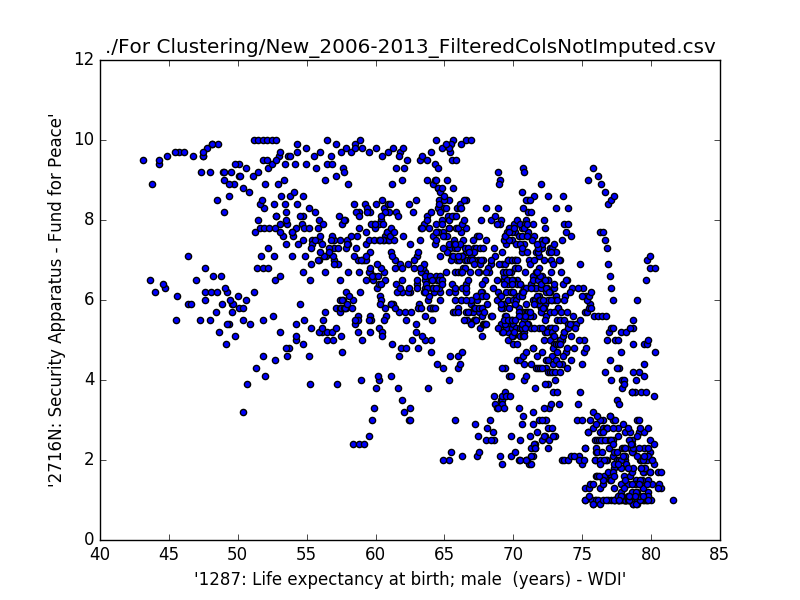 ./For Clustering/New_2006-2013_FilteredColsNotImputed.csv
12
10
8
6
4
2
0
'2716N: Security Apparatus - Fund for Peace'
40 45 50 55 60 65 70 75 80 85
'1287: Life expectancy at birth; male  (years) - WDI'